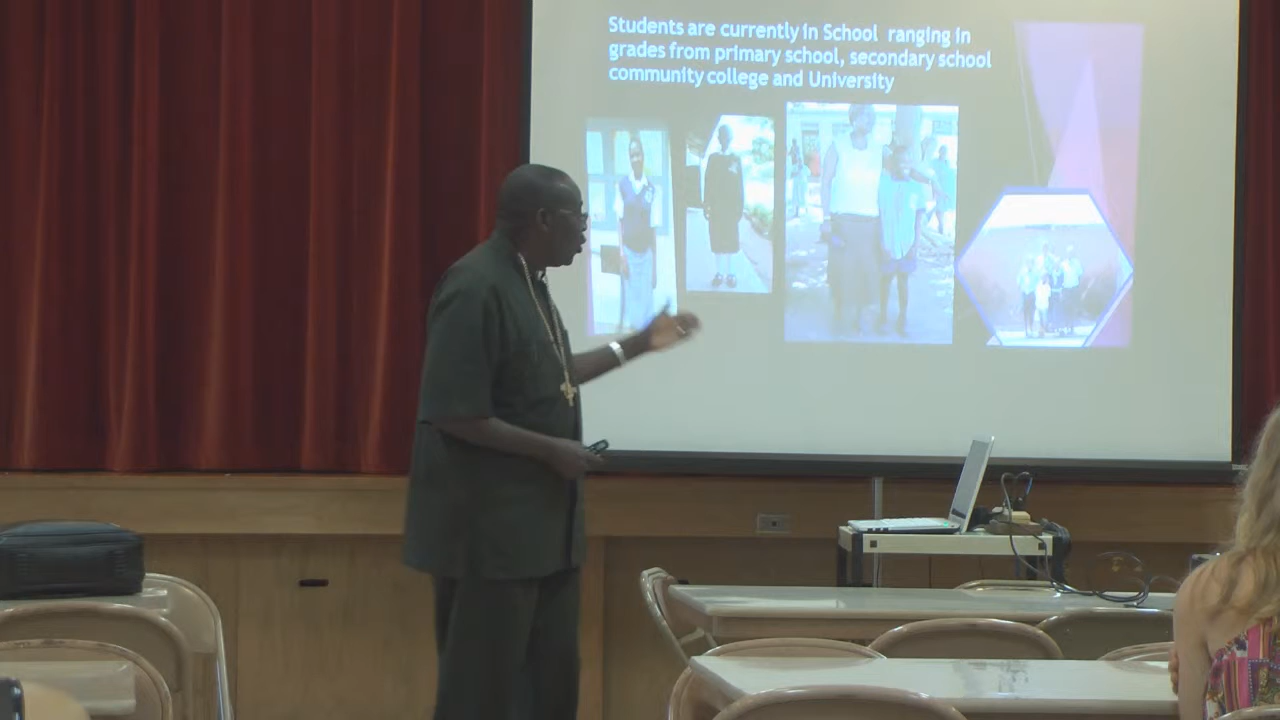 Students are currently in School ranging in
grades from primary school, secondary school
community college and University